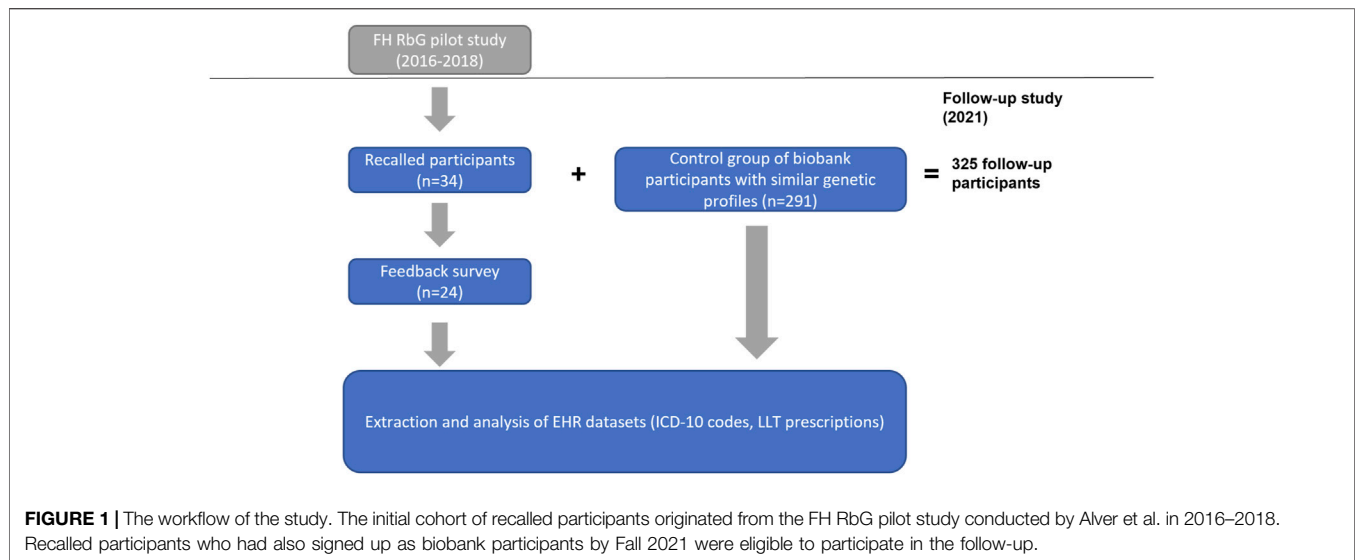 FH RbG pilot study
(2016-2018)
Follow-up study
(2021)
Recalled participants
(n=34)
+
Control group of biobank
participants with similar genetic
profiles (n=291)
=
325 follow-up
participants
Feedback survey
(n=24)
Extraction and analysis of EHR datasets (ICD-10 codes, LLT prescriptions)
FIGURE 1 | The workflow of the study. The initial cohort of recalled participants originated from the FH RbG pilot study conducted by Alver et al. in 2016–2018.
Recalled participants who had also signed up as biobank participants by Fall 2021 were eligible to participate in the follow-up.